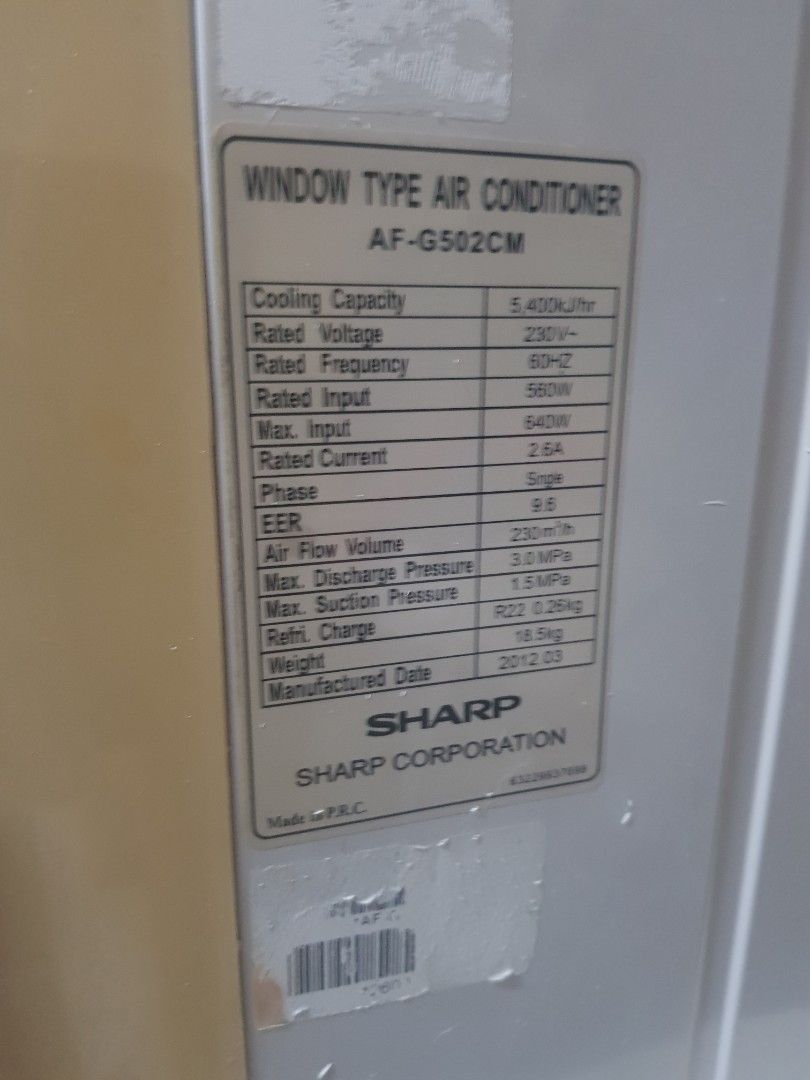 WINDOW TYPE AIR CONDITIONER
AF-G502CM
Cooling Capacity 5,400kJ/hr
Rated Voltage 230V~
Rated Frequency 60HZ
Rated Input 560W
Max. Input 640W
Rated Current 2.6A
Phase Single
EER 9.6
Air Flow Volume 230m³/h
Max. Discharge Pressure 3.0MPa
Max. Suction Pressure 1.5MPa
Refri. Charge R22 0.26kg
Weight 18.5kg
Manufactured Date 2012.03
SHARP
SHARP CORPORATION
Made in P.R.C.